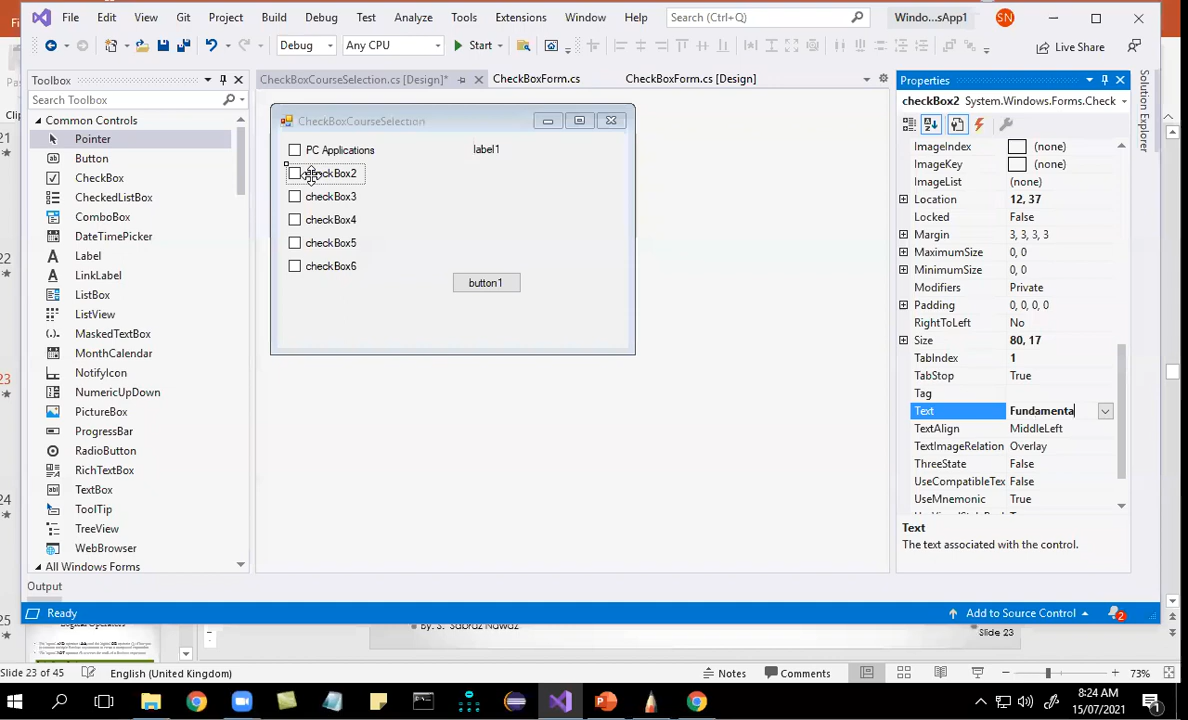 File Edit View Git Project Build Debug Test Analyze Tools Extensions Window Help Search (Ctrl+Q) Windo...sApp1 SN
Debug Any CPU Start Live Share
Toolbox
Search Toolbox
Common Controls
Pointer
Button
CheckBox
CheckedListBox
ComboBox
DateTimePicker
Label
LinkLabel
ListBox
ListView
MaskedTextBox
MonthCalendar
NotifyIcon
NumericUpDown
PictureBox
ProgressBar
RadioButton
RichTextBox
TextBox
ToolTip
TreeView
WebBrowser
All Windows Forms
Output
CheckBoxCourseSelection.cs [Design]* CheckBoxForm.cs CheckBoxForm.cs [Design]
CheckBoxCourseSelection
PC Applications label1
checkBox2
checkBox3
checkBox4
checkBox5
checkBox6
button1
Properties
checkBox2 System.Windows.Forms.Check
ImageIndex (none)
ImageKey (none)
ImageList (none)
Location 12, 37
Locked False
Margin 3, 3, 3, 3
MaximumSize 0, 0
MinimumSize 0, 0
Modifiers Private
Padding 0, 0, 0, 0
RightToLeft No
Size 80, 17
TabIndex 1
TabStop True
Tag
Text Fundamenta
TextAlign MiddleLeft
TextImageRelation Overlay
ThreeState False
UseCompatibleTex False
UseMnemonic True
Text
The text associated with the control.
Solution Explorer
Ready Add to Source Control 2
21
22
23
24
25
By: S. Sabraz Nawaz
Slide 23
Slide 23 of 45 English (United Kingdom) Notes Comments 73%
8:24 AM
15/07/2021